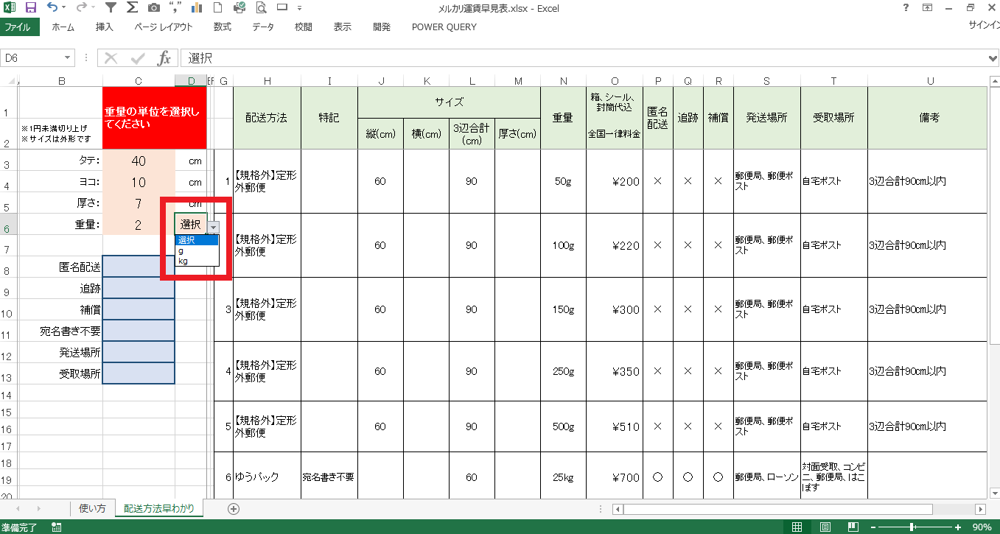 メルカリ運賃早見表.xlsx - Excel
ファイル ホーム 挿入 ページ レイアウト 数式 データ 校閲 表示 開発 POWER QUERY サインイン
D6 fx 選択
B C D E F G H I J K L M N O P Q R S T U
1
2
※1円未満切り上げ
※サイズは外形です
重量の単位を選択し
てください
配送方法 特記 サイズ 重量
縦(cm) 横(cm) 3辺合計
(cm) 厚さ(cm)
箱、シール、
封筒代込
全国一律料金
匿名
配送
追跡 補償 発送場所 受取場所 備考
3 タテ: 40 cm
4 ヨコ: 10 cm
5 厚さ: 7 cm
6 重量: 2 選択
選択
g
kg
7
8 匿名配送
9 追跡
10 補償
11 宛名書き不要
12 発送場所
13 受取場所
14
15
16
17
18
19
20
1 【規格外】定形
外郵便 60 90 50g ¥200 × × × 郵便局、郵便ポ
スト 自宅ポスト 3辺合計90cm以内
【規格外】定形
外郵便 60 90 100g ¥220 × × × 郵便局、郵便ポ
スト 自宅ポスト 3辺合計90cm以内
3 【規格外】定形
外郵便 60 90 150g ¥300 × × × 郵便局、郵便ポ
スト 自宅ポスト 3辺合計90cm以内
4 【規格外】定形
外郵便 60 90 250g ¥350 × × × 郵便局、郵便ポ
スト 自宅ポスト 3辺合計90cm以内
5 【規格外】定形
外郵便 60 90 500g ¥510 × × × 郵便局、郵便ポ
スト 自宅ポスト 3辺合計90cm以内
6 ゆうパック 宛名書き不要 60 25kg ¥700 〇 〇 〇 郵便局、ローソン 対面受取、コンビ
ニ、郵便局、はこ
ぽす
使い方 配送方法早わかり
準備完了 90%